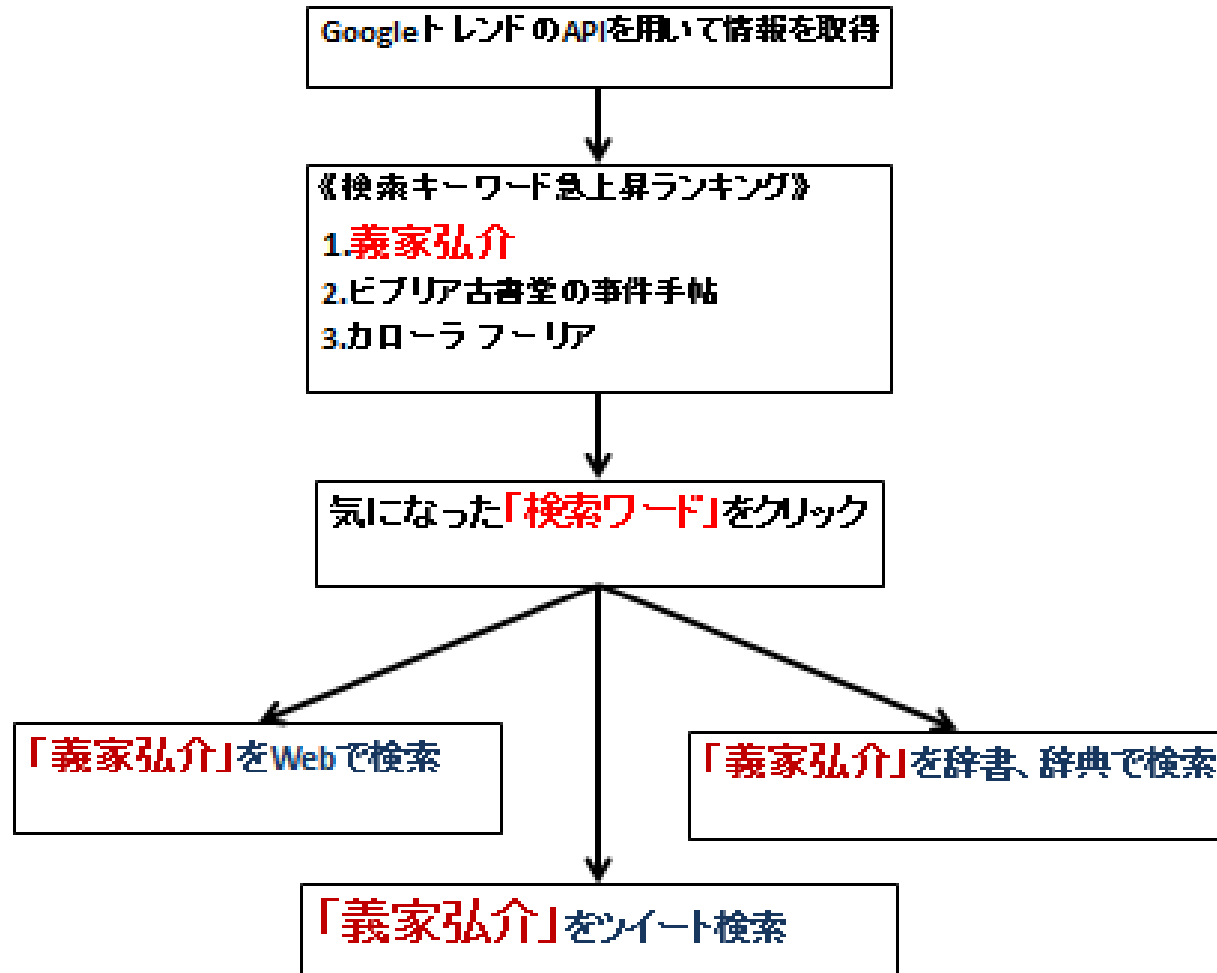 GoogleトレンドのAPIを用いて情報を取得
《検索キーワード急上昇ランキング》
1.義家弘介
2.ビブリア古書堂の事件手帖
3.カローラ フーリア
気になった「検索ワード」をクリック
「義家弘介」をWebで検索
「義家弘介」を辞書、辞典で検索
「義家弘介」をツイート検索